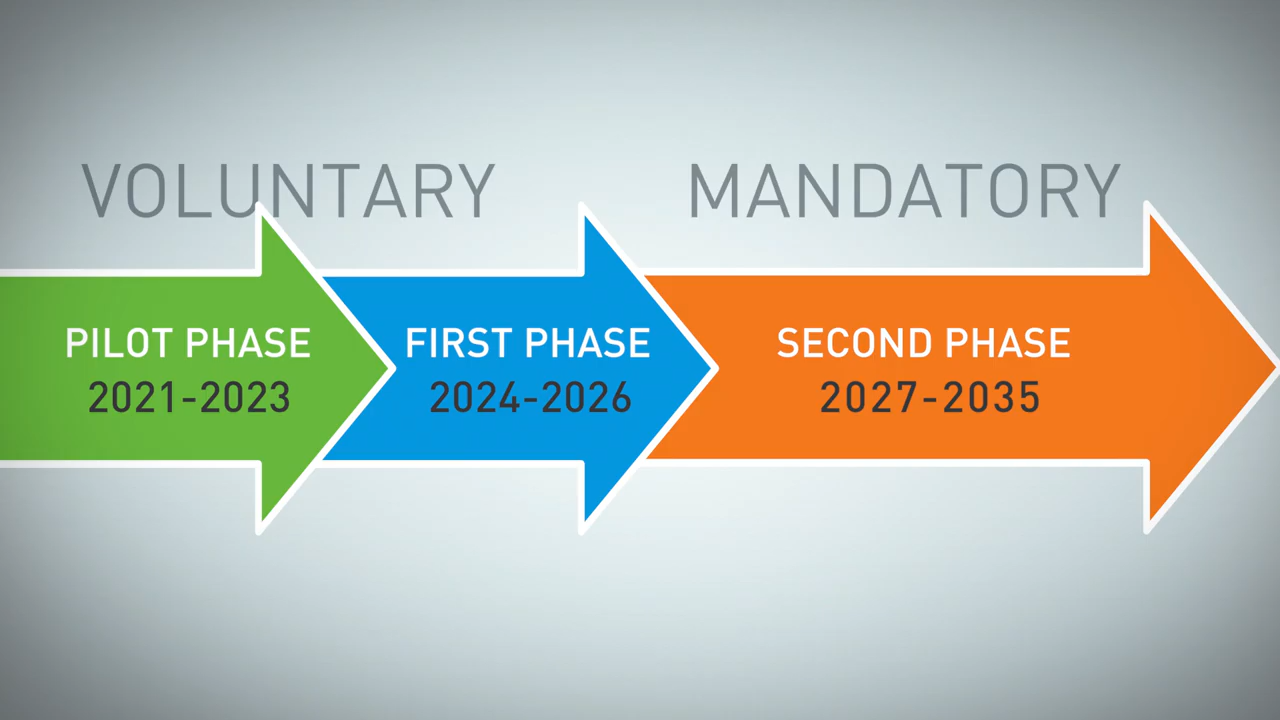 VOLUNTARY
MANDATORY
PILOT PHASE
2021-2023
FIRST PHASE
2024-2026
SECOND PHASE
2027-2035